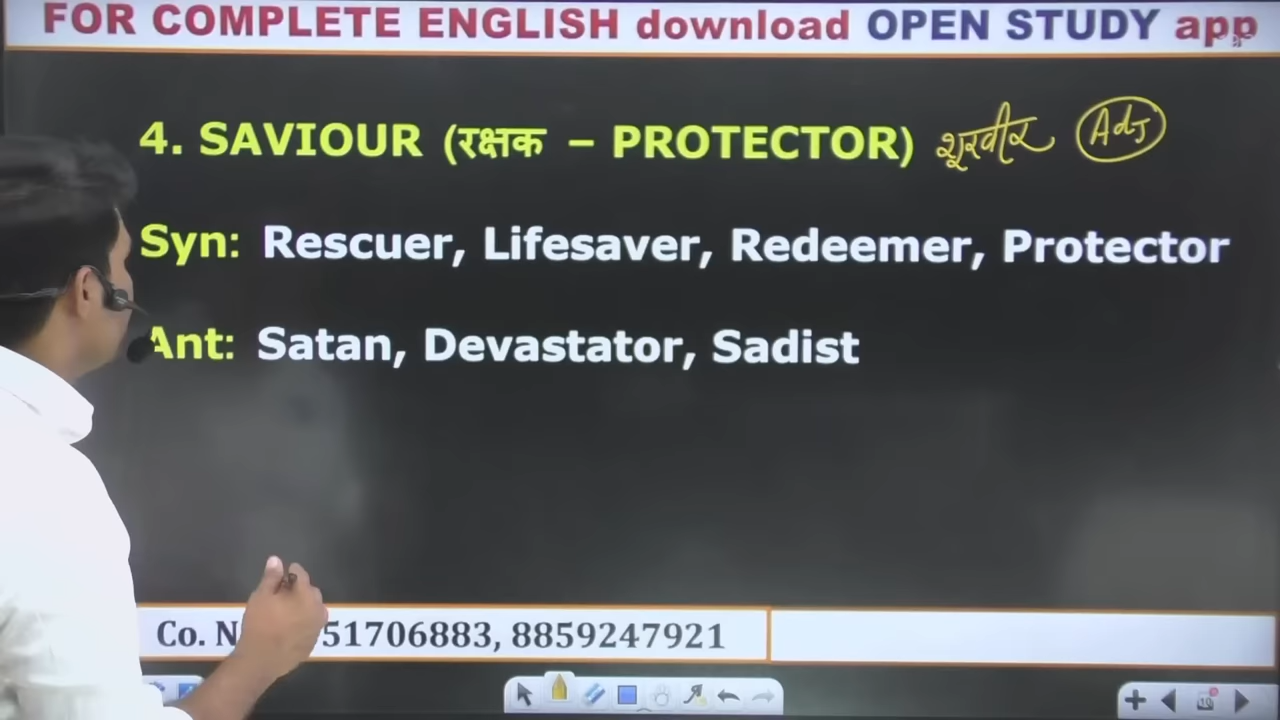 FOR COMPLETE ENGLISH download OPEN STUDY app
4. SAVIOUR (रक्षक – PROTECTOR) शूरवीर Adj
Syn: Rescuer, Lifesaver, Redeemer, Protector
Ant: Satan, Devastator, Sadist
Co. 51706883, 8859247921